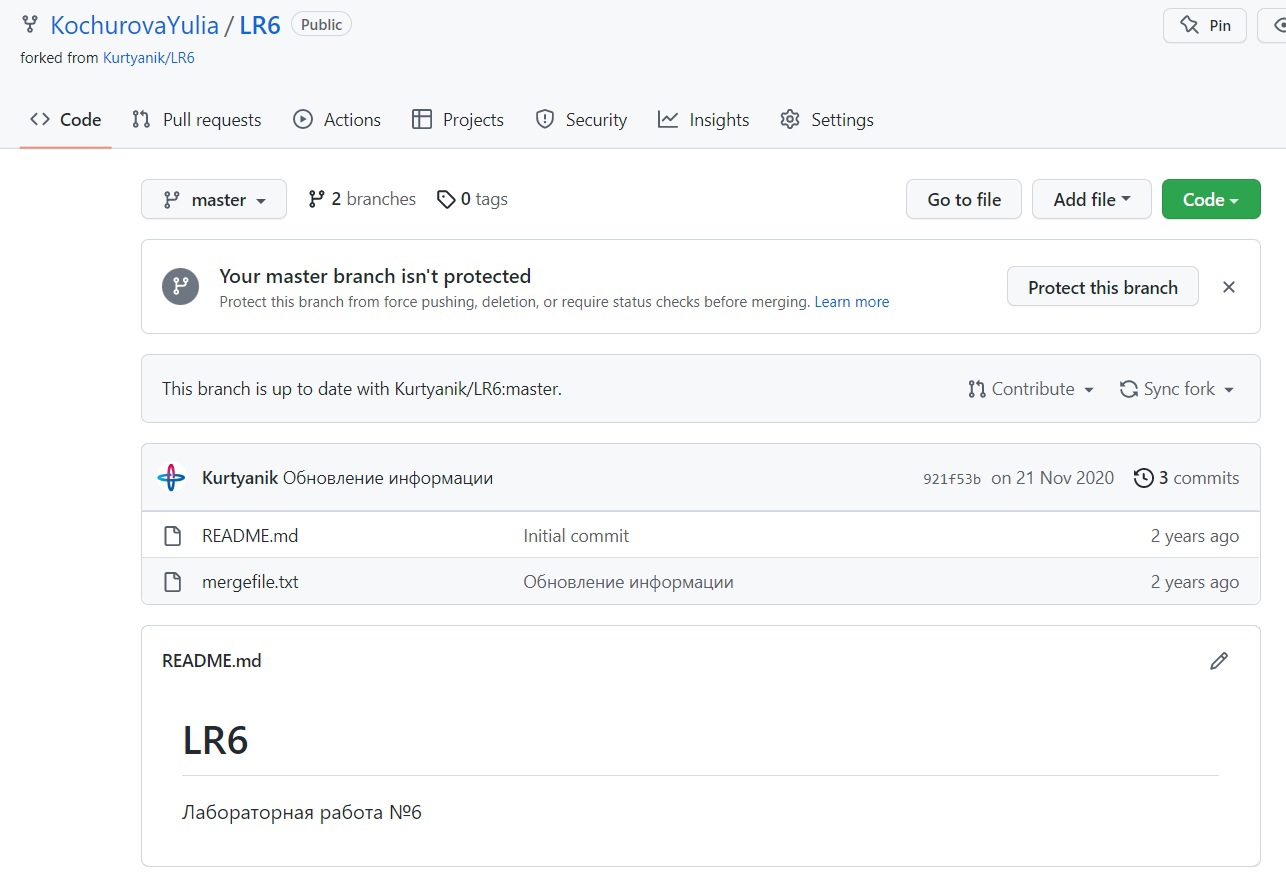 KochurovaYulia / LR6 Public Pin
forked from Kurtyanik/LR6
Code Pull requests Actions Projects Security Insights Settings
master 2 branches 0 tags Go to file Add file Code
Your master branch isn't protected
Protect this branch from force pushing, deletion, or require status checks before merging. Learn more
Protect this branch
This branch is up to date with Kurtyanik/LR6:master. Contribute Sync fork
Kurtyanik Обновление информации 921f53b on 21 Nov 2020 3 commits
README.md Initial commit 2 years ago
mergefile.txt Обновление информации 2 years ago
README.md
LR6
Лабораторная работа №6